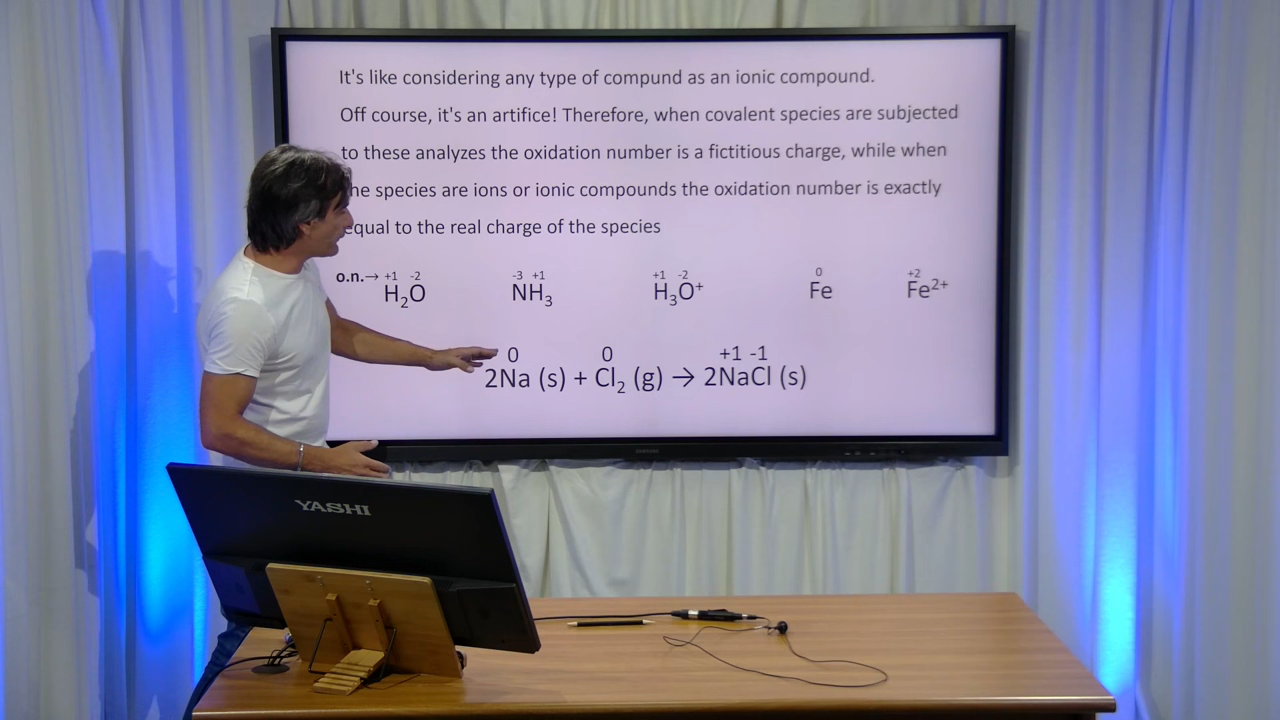 It's like considering any type of compund as an ionic compound.
Off course, it's an artifice! Therefore, when covalent species are subjected
to these analyzes the oxidation number is a fictitious charge, while when
he species are ions or ionic compounds the oxidation number is exactly
equal to the real charge of the species
o.n.→ +1 -2 -3 +1 +1 -2 0 +2
H₂O NH₃ H₃O⁺ Fe Fe²⁺
0 0 +1 -1
2Na (s) + Cl₂ (g) → 2NaCl (s)
SAMSUNG
YASHI